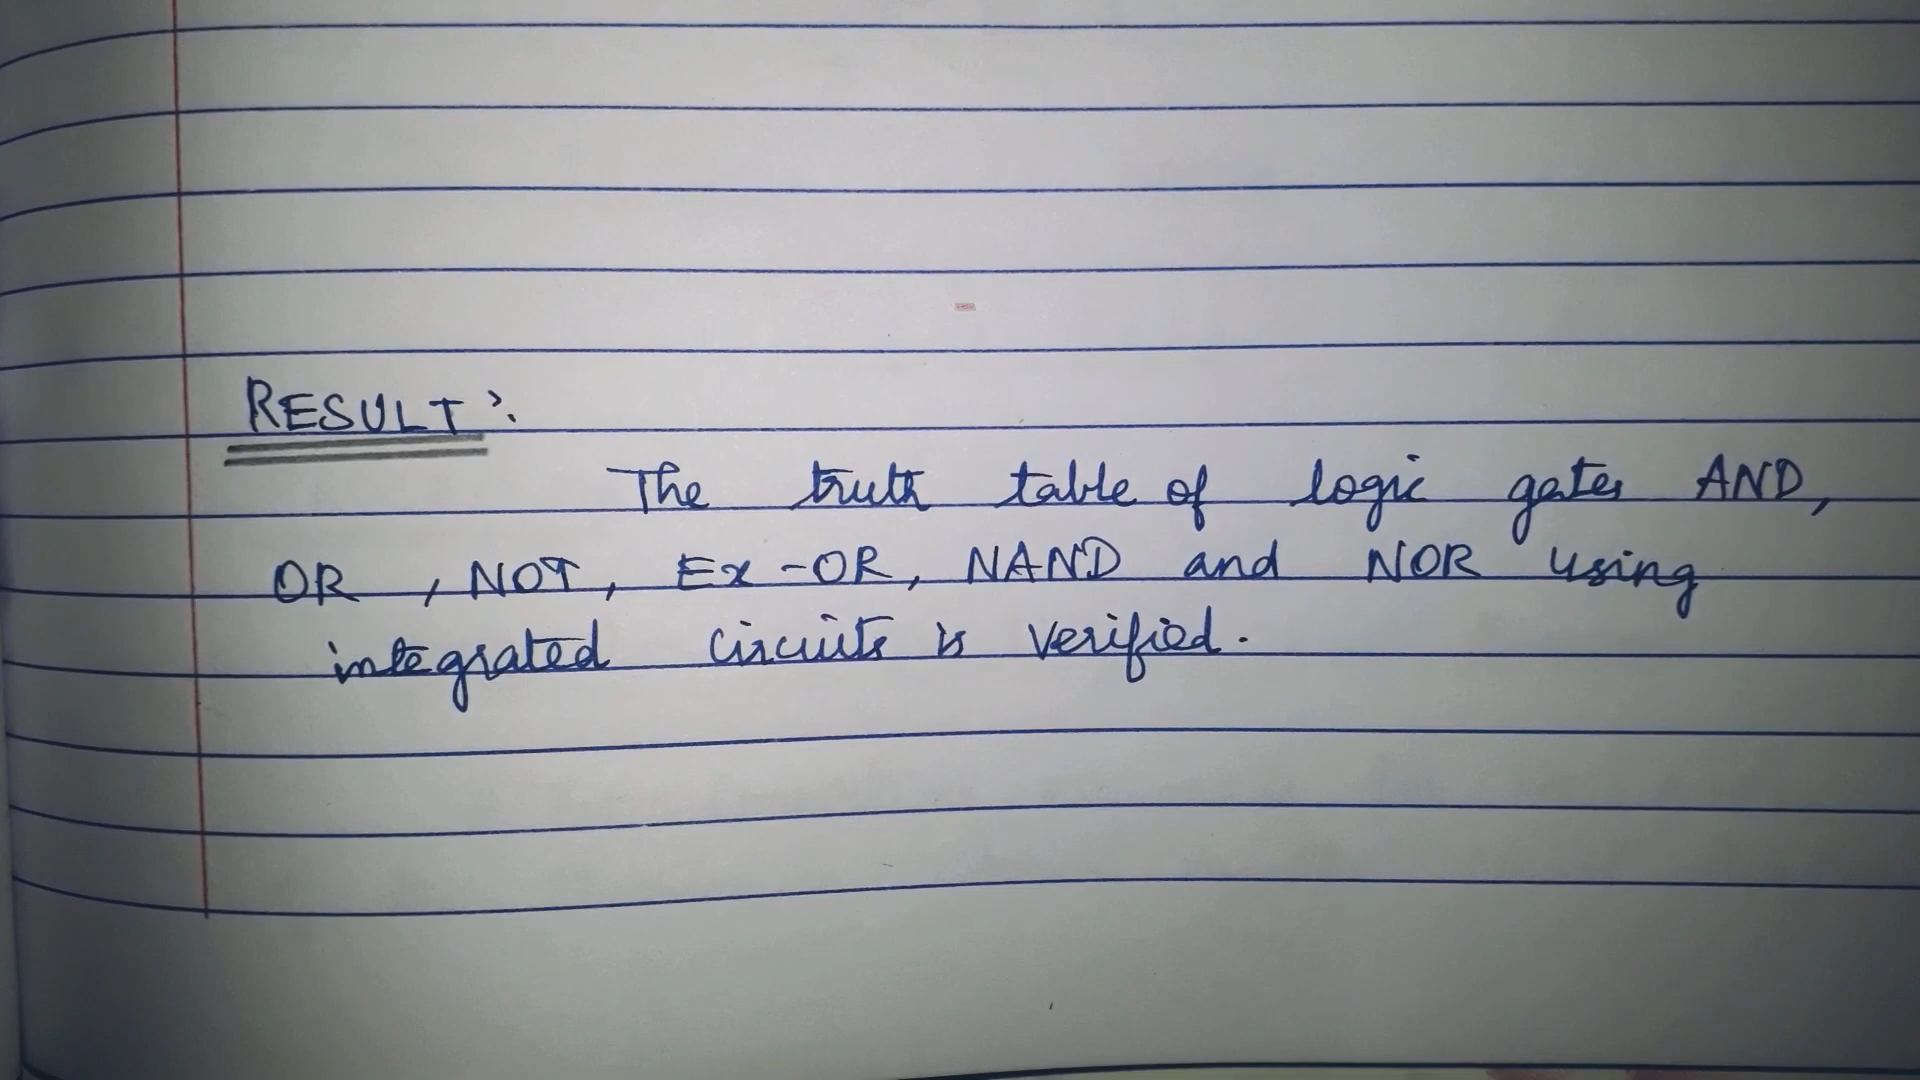 RESULT:
The truth table of logic gates AND,
OR, NOT, Ex-OR, NAND and NOR using
integrated circuits is verified.